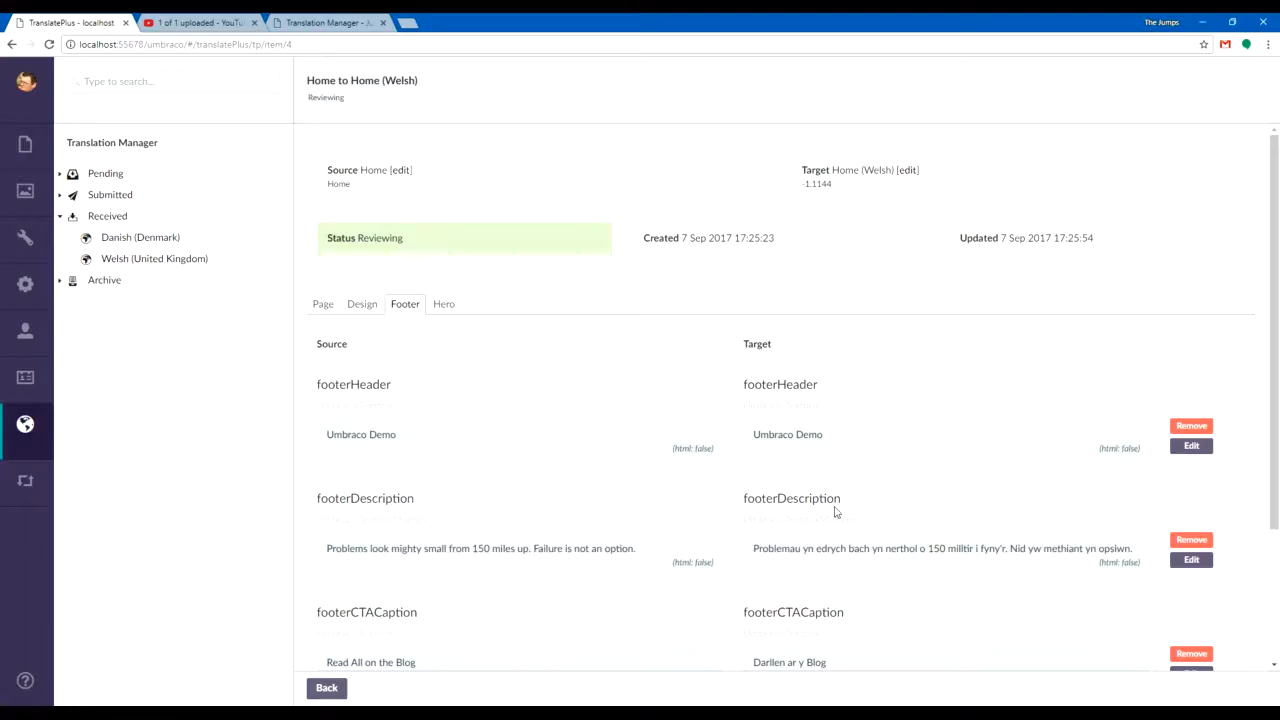 TranslatePlus - localhost
1 of 1 uploaded - YouTu
Translation Manager - Ju
The Jumps
localhost:55678/umbraco/#/translatePlus/tp/item/4
Type to search...
Home to Home (Welsh)
Reviewing
Translation Manager
Pending
Submitted
Received
Danish (Denmark)
Welsh (United Kingdom)
Archive
Source Home [edit]
Home
Target Home (Welsh) [edit]
-1.1144
Status Reviewing
Created 7 Sep 2017 17:25:23
Updated 7 Sep 2017 17:25:54
Page Design Footer Hero
Source
Target
footerHeader
footerHeader
Umbraco Demo
(html: false)
Umbraco Demo
(html: false)
Remove
Edit
footerDescription
footerDescription
Problems look mighty small from 150 miles up. Failure is not an option.
(html: false)
Problemau yn edrych bach yn nerthol o 150 milltir i fyny'r. Nid yw methiant yn opsiwn.
(html: false)
Remove
Edit
footerCTACaption
footerCTACaption
Read All on the Blog
Darllen ar y Blog
Remove
Back